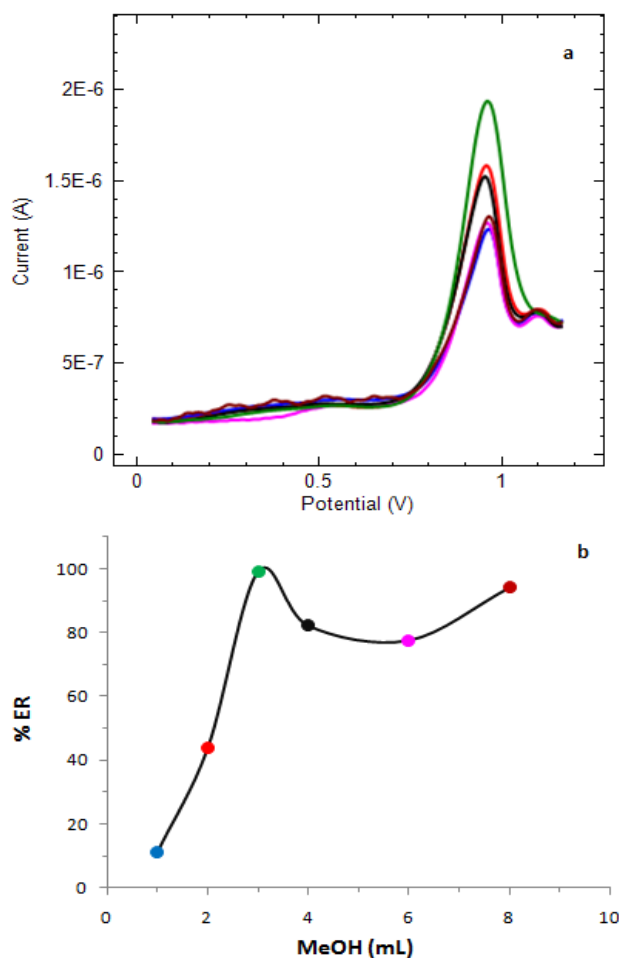 a
2E-6
1.5E-6
1E-6
5E-7
0
Current (A)
0 0.5 1
Potential (V)
b
100
80
60
40
20
0
% ER
0 2 4 6 8 10
MeOH (mL)